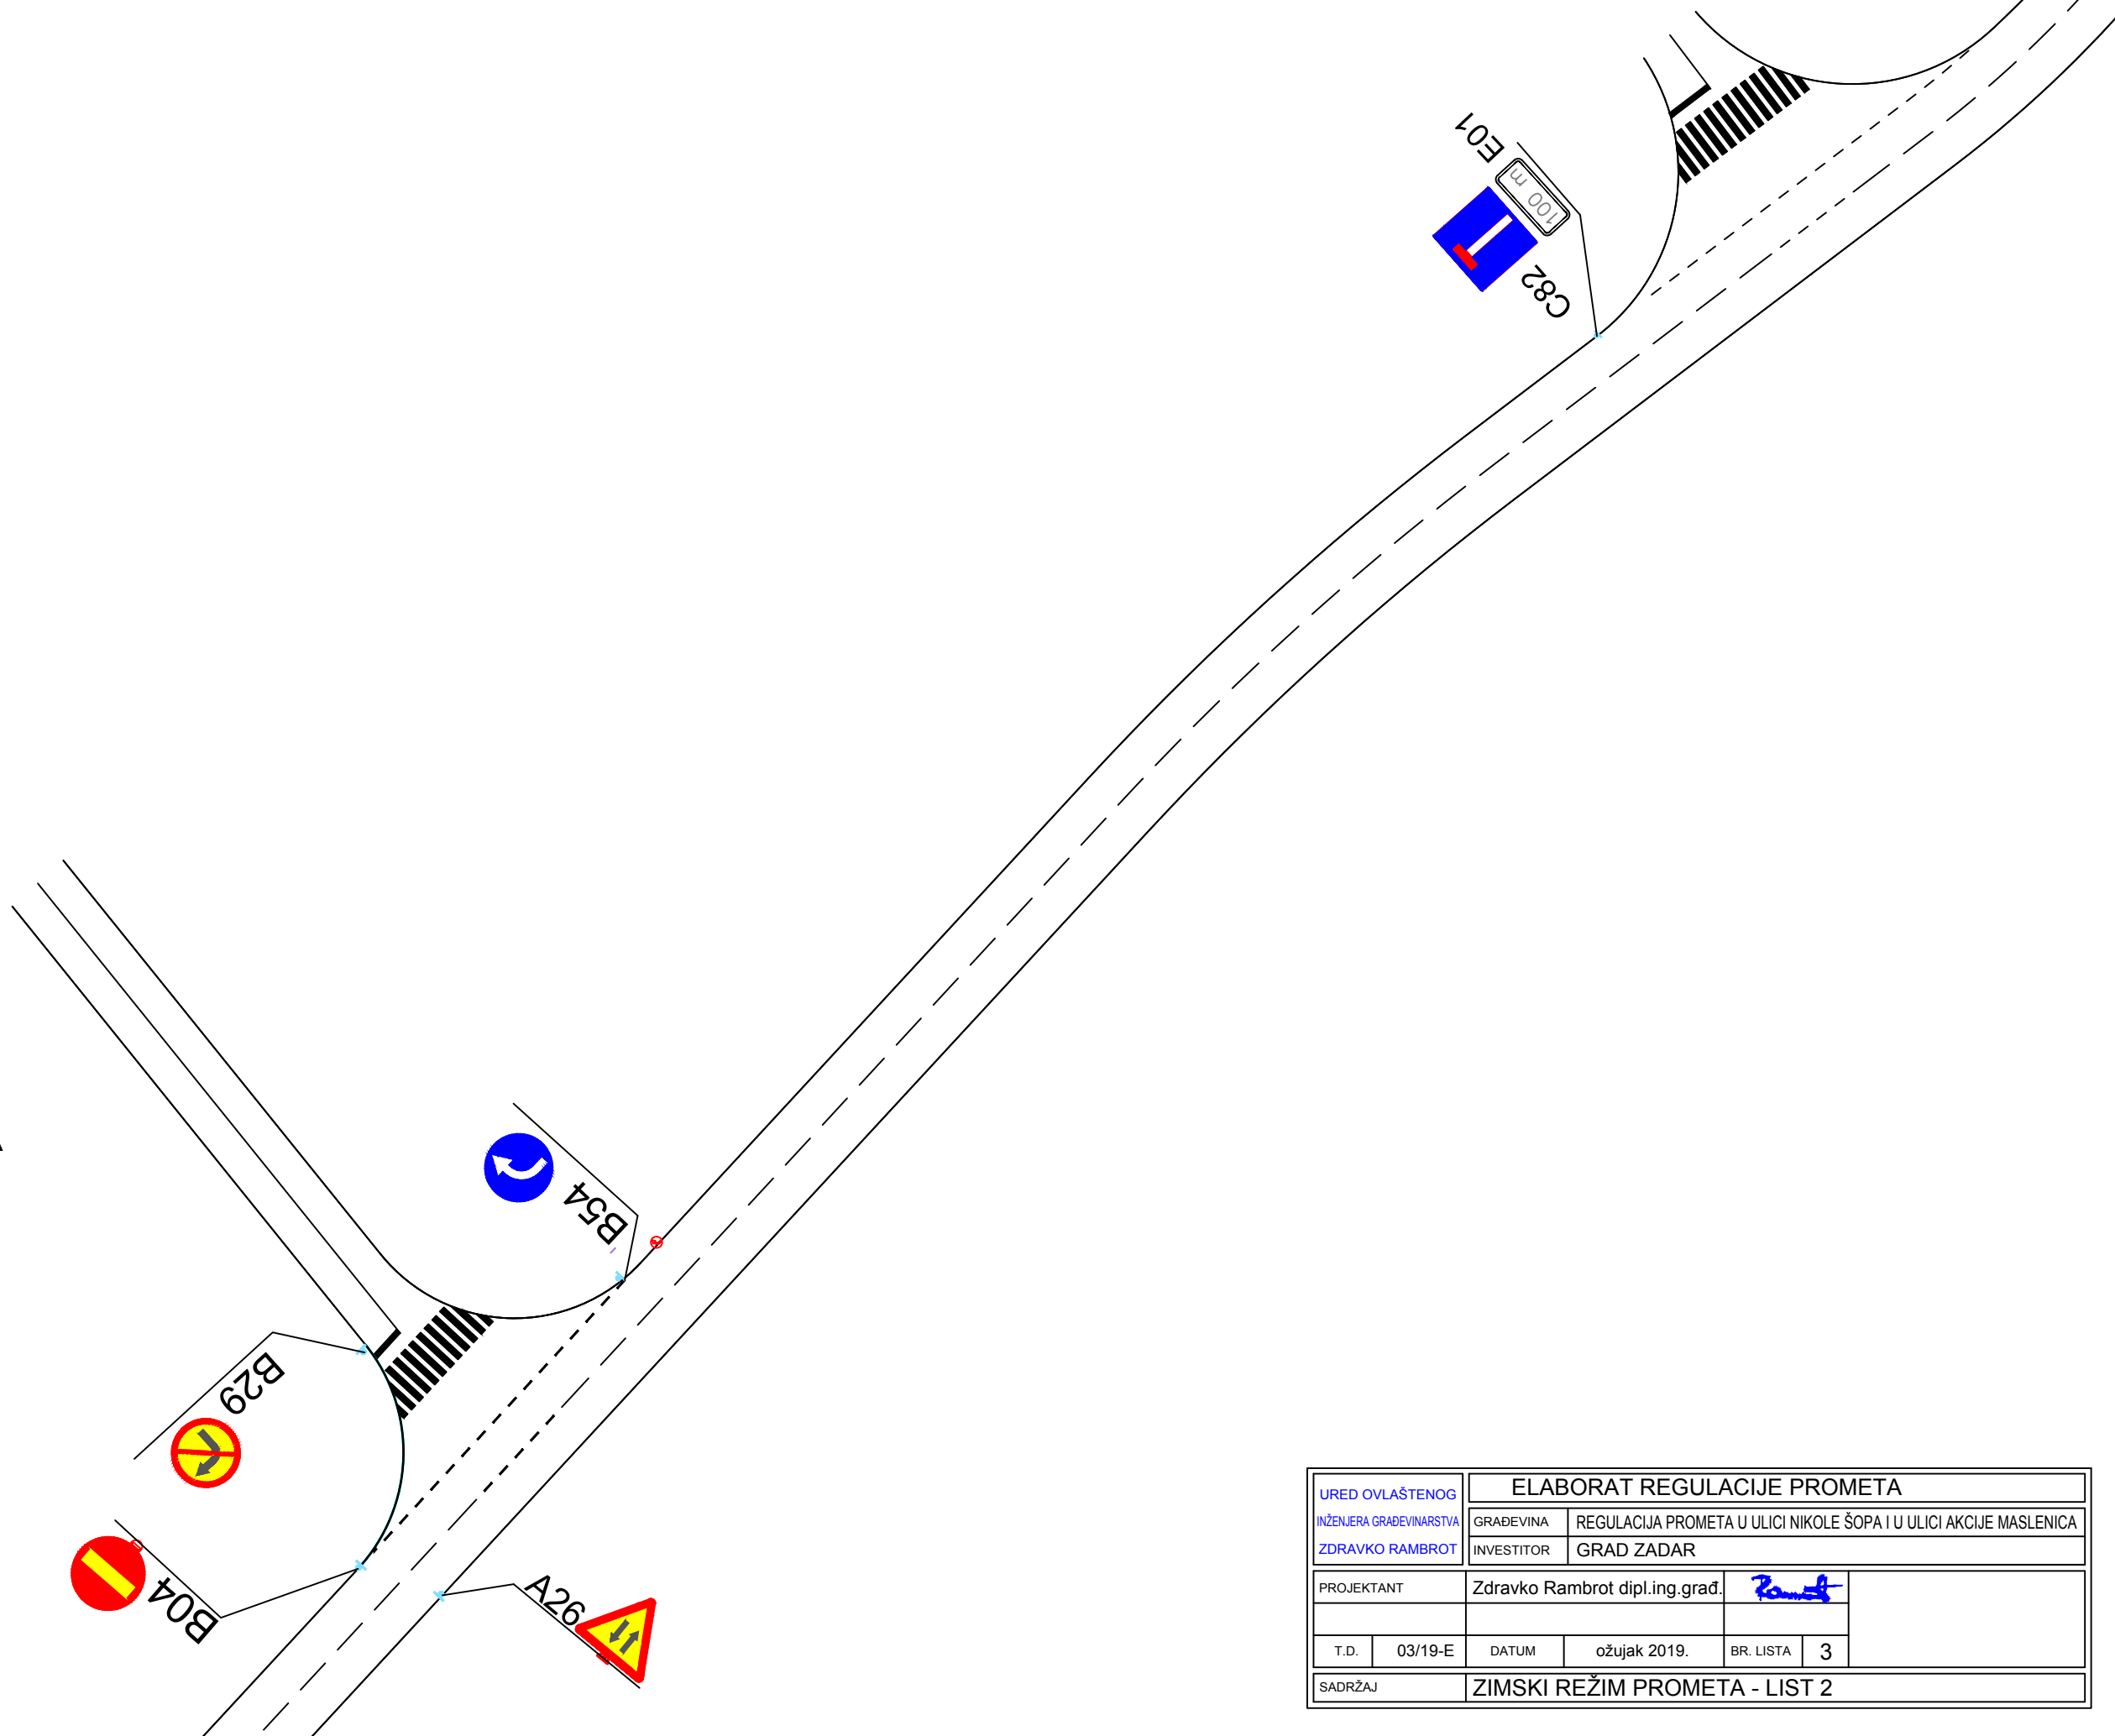 E01
100 m
C82
B54
B29
B04
A26
URED OVLAŠTENOG
INŽENJERA GRAĐEVINARSTVA
ZDRAVKO RAMBROT
ELABORAT REGULACIJE PROMETA
GRAĐEVINA REGULACIJA PROMETA U ULICI NIKOLE ŠOPA I U ULICI AKCIJE MASLENICA
INVESTITOR GRAD ZADAR
PROJEKTANT Zdravko Rambrot dipl.ing.građ.
T.D. 03/19-E DATUM ožujak 2019. BR. LISTA 3
SADRŽAJ ZIMSKI REŽIM PROMETA - LIST 2